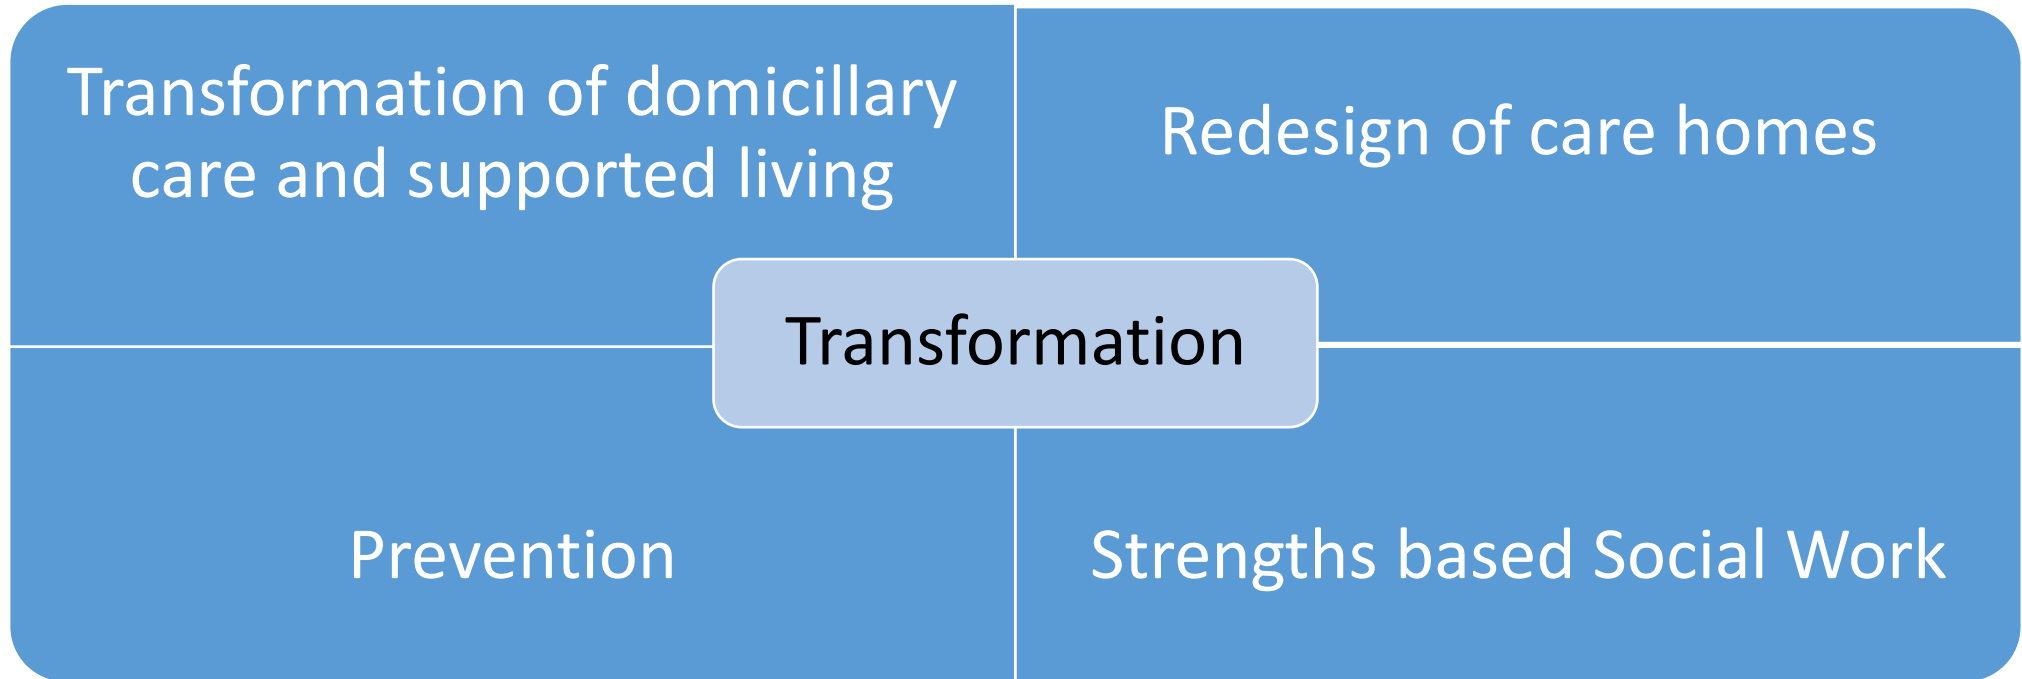 Transformation of domicillary
care and supported living
Redesign of care homes
Transformation
Prevention
Strengths based Social Work